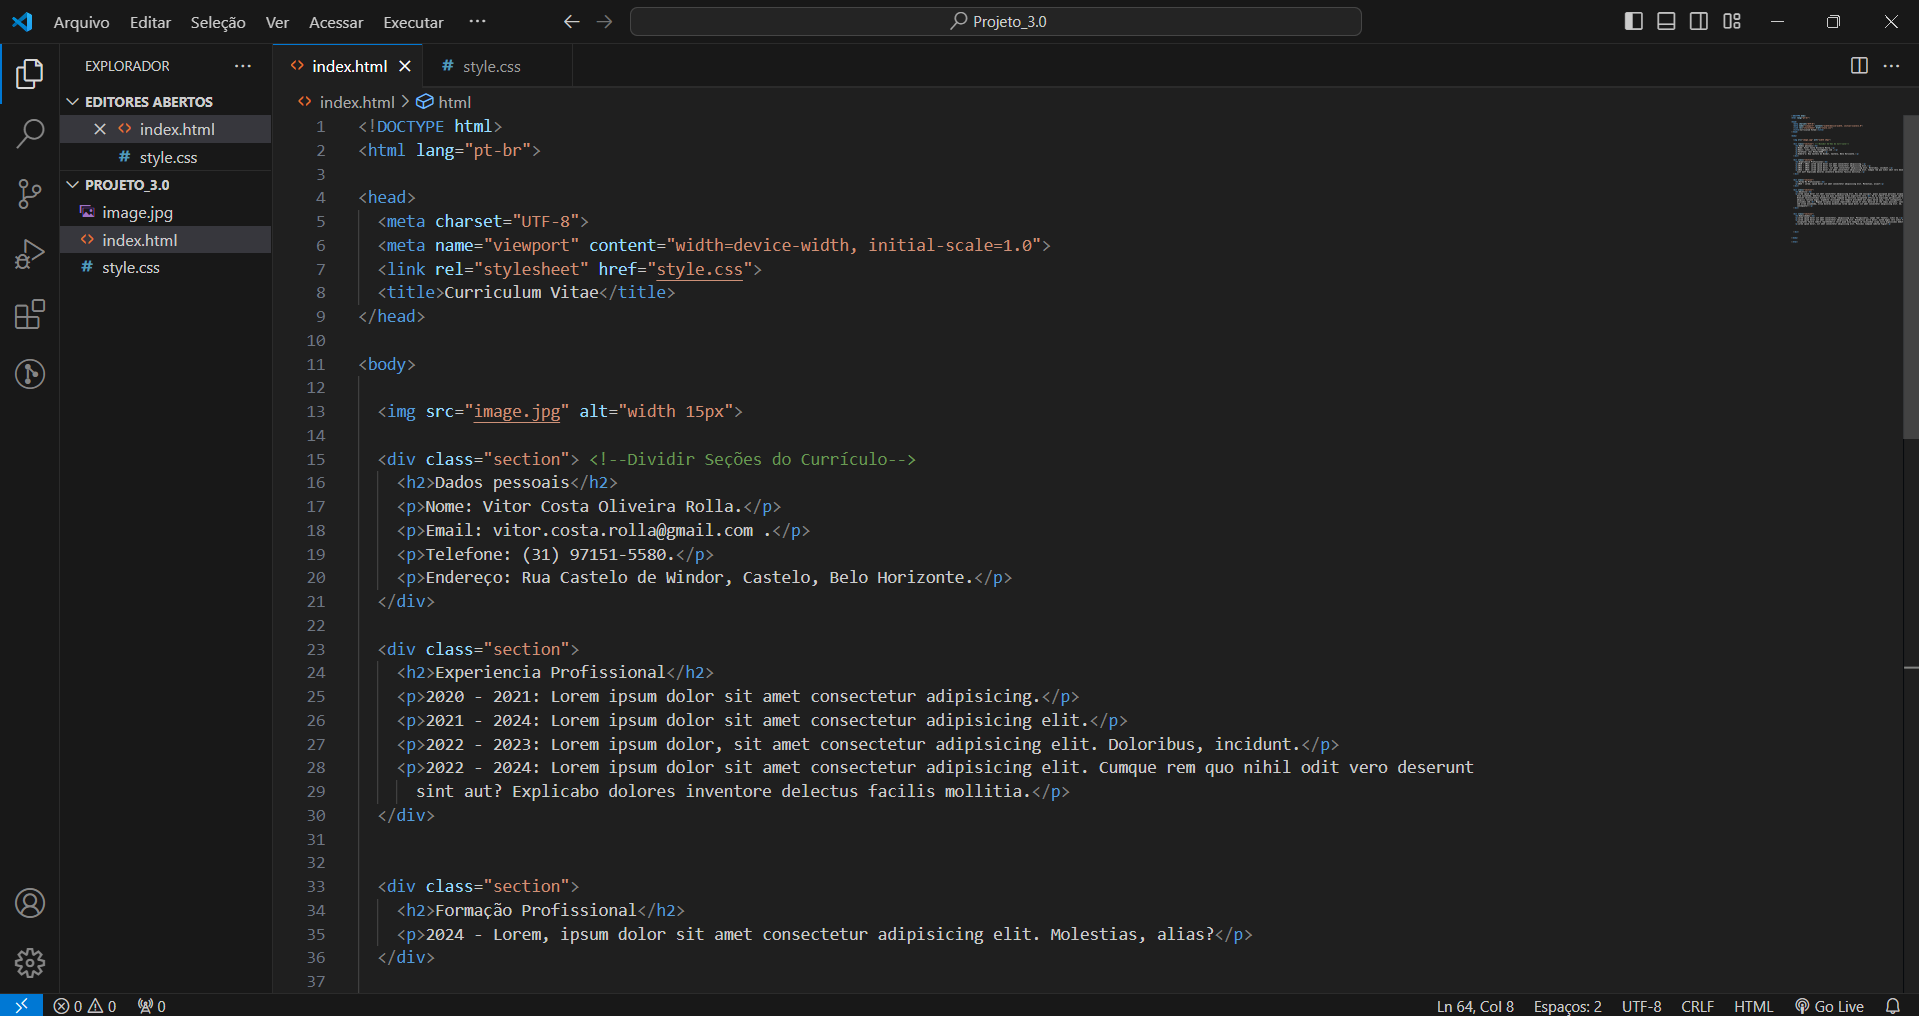 Arquivo Editar Seleção Ver Acessar Executar ··· Projeto_3.0
EXPLORADOR ···
EDITORES ABERTOS
index.html
# style.css
PROJETO_3.0
image.jpg
index.html
# style.css
index.html # style.css
index.html > html
1 <!DOCTYPE html>
2 <html lang="pt-br">
3
4 <head>
5 <meta charset="UTF-8">
6 <meta name="viewport" content="width=device-width, initial-scale=1.0">
7 <link rel="stylesheet" href="style.css">
8 <title>Curriculum Vitae</title>
9 </head>
10
11 <body>
12
13 <img src="image.jpg" alt="width 15px">
14
15 <div class="section"> <!--Dividir Seções do Currículo-->
16 <h2>Dados pessoais</h2>
17 <p>Nome: Vitor Costa Oliveira Rolla.</p>
18 <p>Email: vitor.costa.rolla@gmail.com .</p>
19 <p>Telefone: (31) 97151-5580.</p>
20 <p>Endereço: Rua Castelo de Windor, Castelo, Belo Horizonte.</p>
21 </div>
22
23 <div class="section">
24 <h2>Experiencia Profissional</h2>
25 <p>2020 - 2021: Lorem ipsum dolor sit amet consectetur adipisicing.</p>
26 <p>2021 - 2024: Lorem ipsum dolor sit amet consectetur adipisicing elit.</p>
27 <p>2022 - 2023: Lorem ipsum dolor, sit amet consectetur adipisicing elit. Doloribus, incidunt.</p>
28 <p>2022 - 2024: Lorem ipsum dolor sit amet consectetur adipisicing elit. Cumque rem quo nihil odit vero deserunt
29 sint aut? Explicabo dolores inventore delectus facilis mollitia.</p>
30 </div>
31
32
33 <div class="section">
34 <h2>Formação Profissional</h2>
35 <p>2024 - Lorem, ipsum dolor sit amet consectetur adipisicing elit. Molestias, alias?</p>
36 </div>
37
0 0 0 Ln 64, Col 8 Espaços: 2 UTF-8 CRLF HTML Go Live